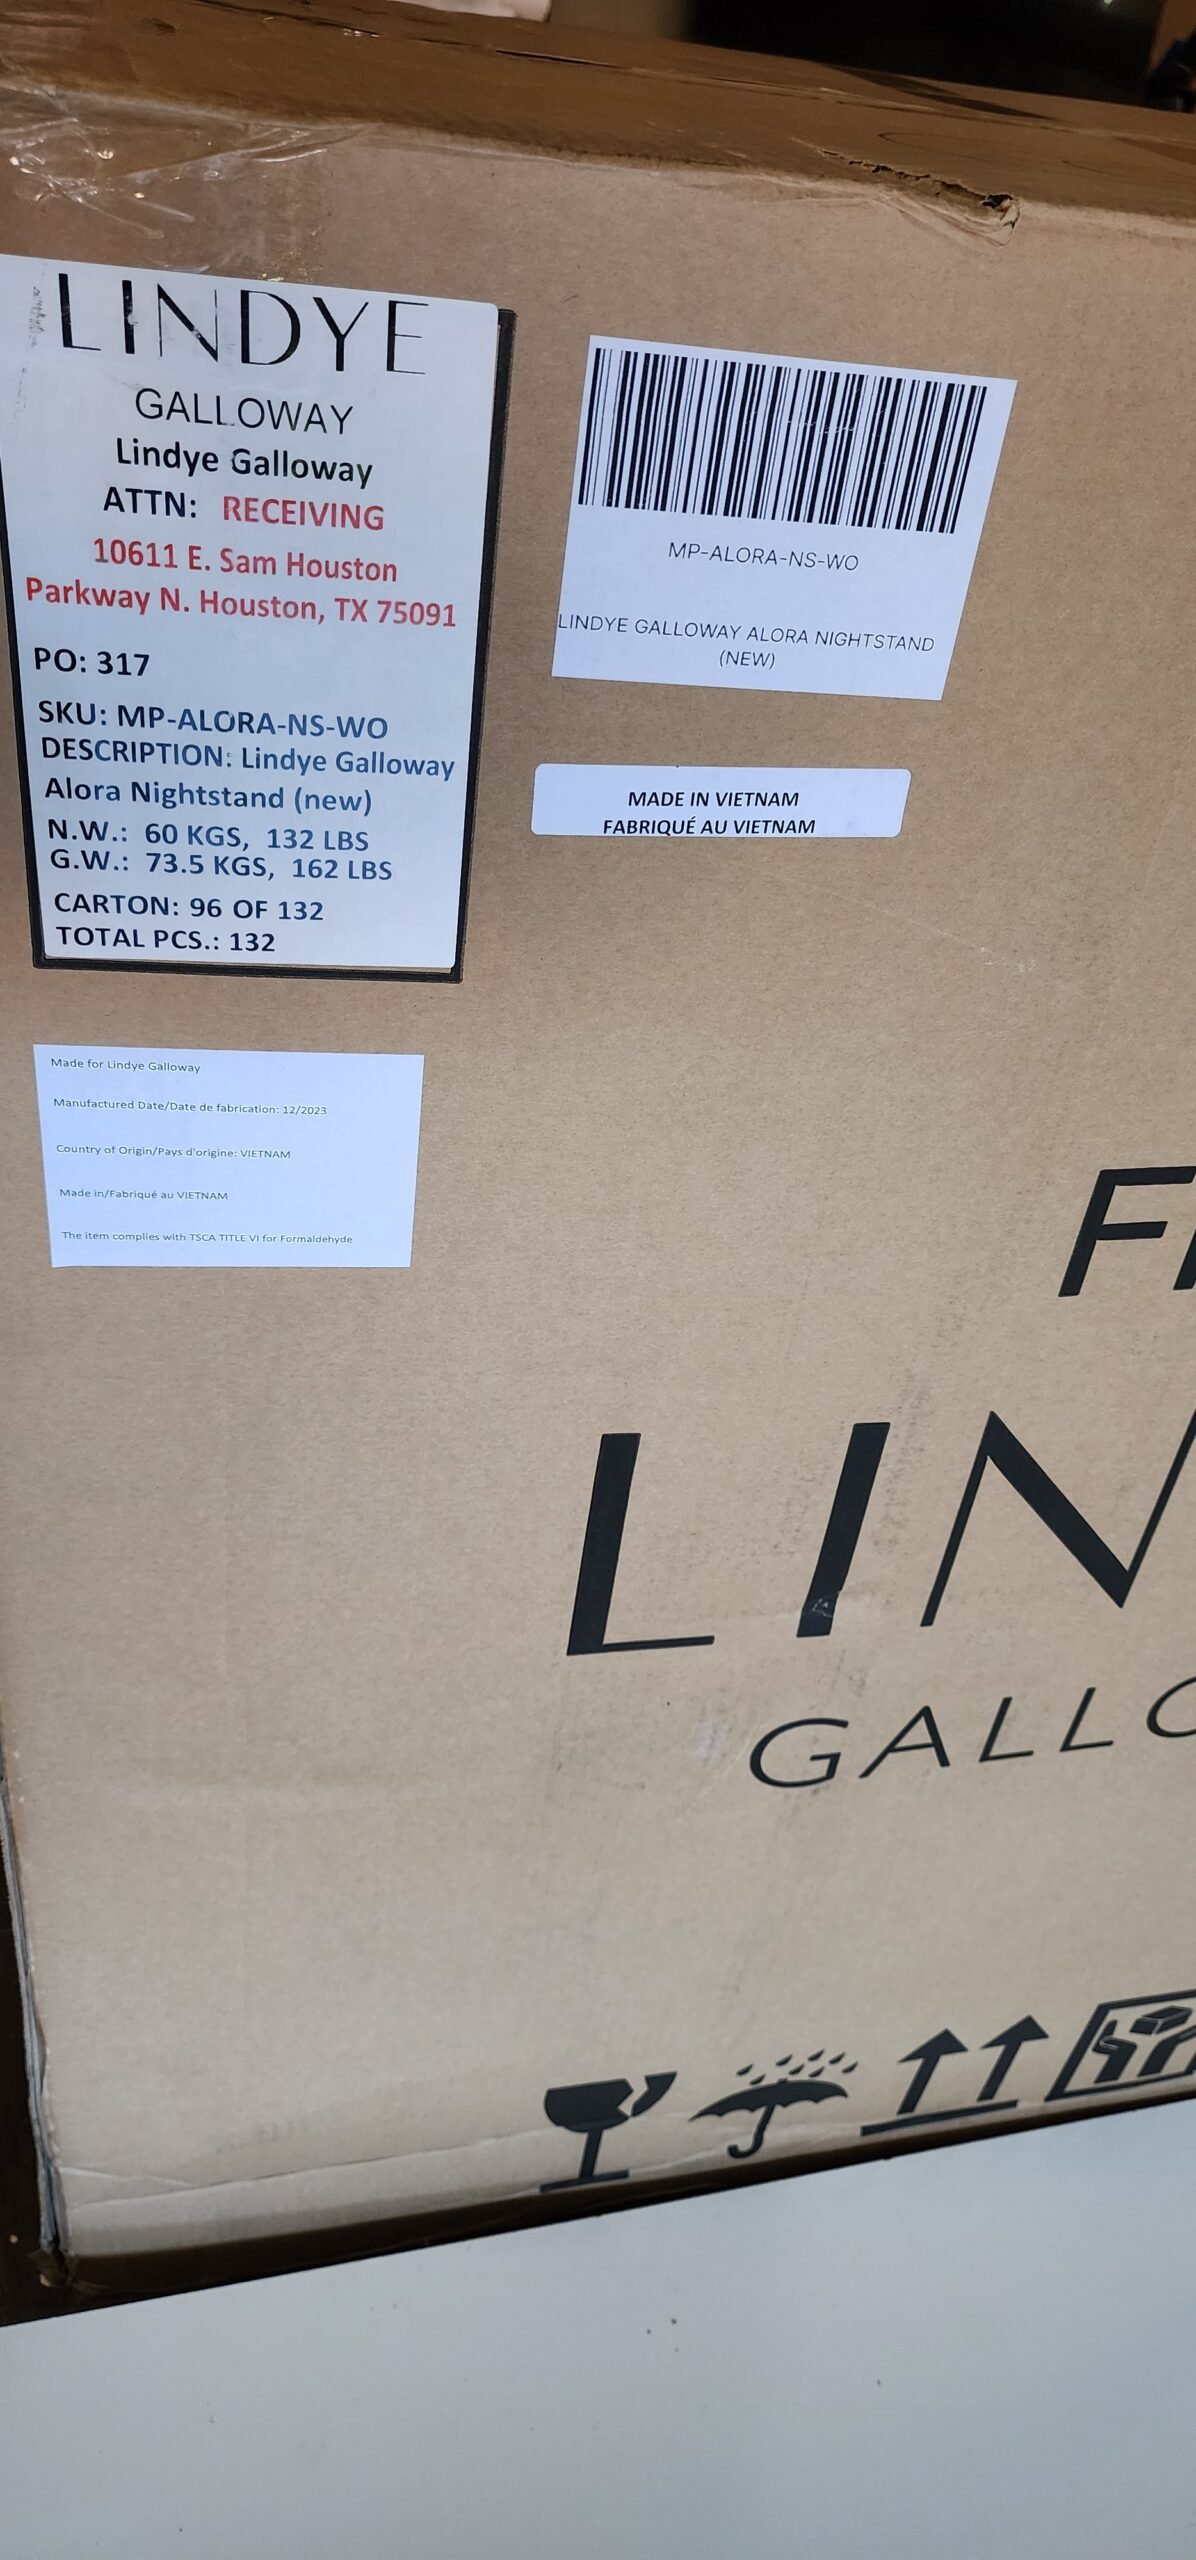 LINDYE
GALLOWAY
Lindye Galloway
ATTN: RECEIVING
10611 E. Sam Houston
Parkway N. Houston, TX 75091
PO: 317
SKU: MP-ALORA-NS-WO
DESCRIPTION: Lindye Galloway
Alora Nightstand (new)
N.W.: 60 KGS, 132 LBS
G.W.: 73.5 KGS, 162 LBS
CARTON: 96 OF 132
TOTAL PCS.: 132
MP-ALORA-NS-WO
LINDYE GALLOWAY ALORA NIGHTSTAND
(NEW)
MADE IN VIETNAM
FABRIQUÉ AU VIETNAM
Made for Lindye Galloway
Manufactured Date/Date de fabrication: 12/2023
Country of Origin/Pays d'origine: VIETNAM
Made in/Fabriqué au VIETNAM
The item complies with TSCA TITLE VI for Formaldehyde
F
LIN
GALLO